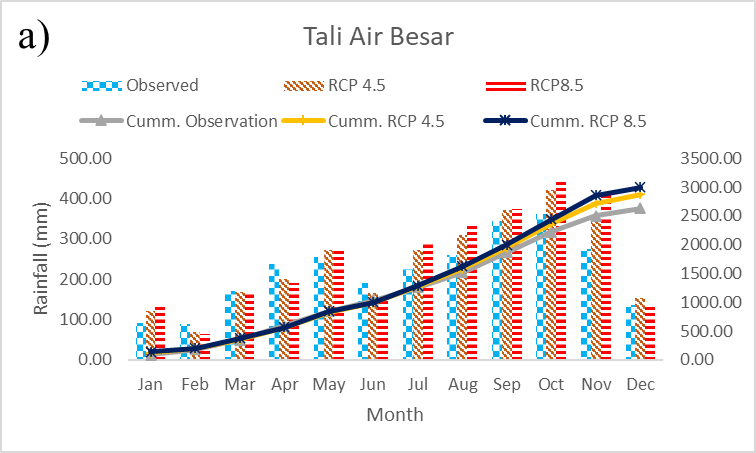 a)
Tali Air Besar
Observed RCP 4.5 RCP8.5
Cumm. Observation Cumm. RCP 4.5 Cumm. RCP 8.5
500.00 3500.00
400.00 3000.00
300.00 2500.00
200.00 2000.00
100.00 1500.00
0.00 1000.00
500.00
0.00
Rainfall (mm)
Jan Feb Mar Apr May Jun Jul Aug Sep Oct Nov Dec
Month